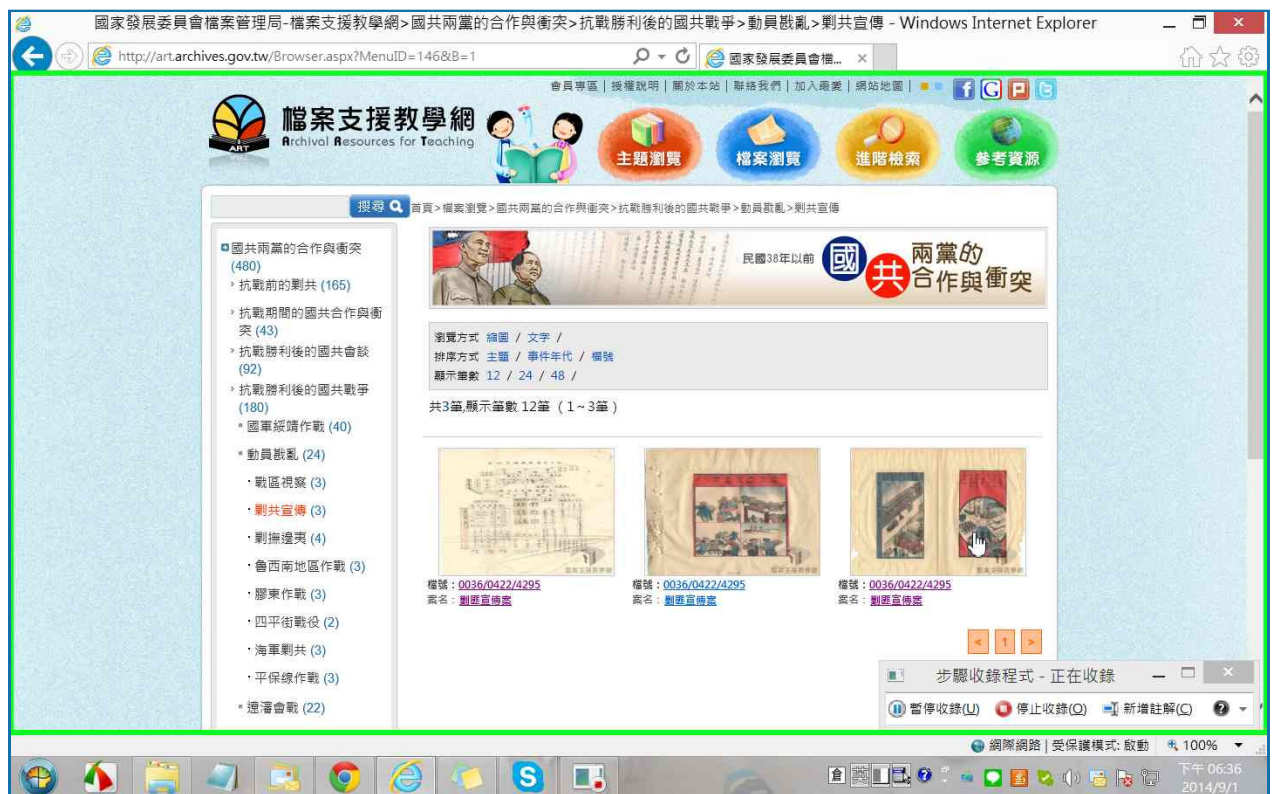 國家發展委員會檔案管理局-檔案支援教學網>國共兩黨的合作與衝突>抗戰勝利後的國共戰爭>動員戡亂>剿共宣傳 - Windows Internet Explorer
http://art.archives.gov.tw/Browser.aspx?MenuID=146&B=1
國家發展委員會檔...
會員專區 | 授權說明 | 關於本站 | 聯絡我們 | 加入最愛 | 網站地圖 |
檔案支援教學網
Archival Resources for Teaching
ART
主題瀏覽
檔案瀏覽
進階檢索
參考資源
搜尋
首頁>檔案瀏覽>國共兩黨的合作與衝突>抗戰勝利後的國共戰爭>動員戡亂>剿共宣傳
國共兩黨的合作與衝突
(480)
抗戰前的剿共 (165)
抗戰期間的國共合作與衝
突 (43)
抗戰勝利後的國共會談
(92)
抗戰勝利後的國共戰爭
(180)
國軍綏靖作戰 (40)
動員戡亂 (24)
戰區視察 (3)
剿共宣傳 (3)
剿撫邊夷 (4)
魯西南地區作戰 (3)
膠東作戰 (3)
四平街戰役 (2)
海軍剿共 (3)
平保線作戰 (3)
遼瀋會戰 (22)
民國38年以前
國共兩黨的
合作與衝突
瀏覽方式 縮圖 / 文字 /
排序方式 主題 / 事件年代 / 檔號
顯示筆數 12 / 24 / 48 /
共3筆,顯示筆數 12筆 ( 1~3筆 )
檔號：0036/0422/4295
案名：剿匪宣傳案
檔號：0036/0422/4295
案名：剿匪宣傳案
檔號：0036/0422/4295
案名：剿匪宣傳案
< 1 >
步驟收錄程式 - 正在收錄
暫停收錄(U) 停止收錄(O) 新增註解(C)
網際網路 | 受保護模式: 啟動 100%
倉 英
下午 06:36
2014/9/1